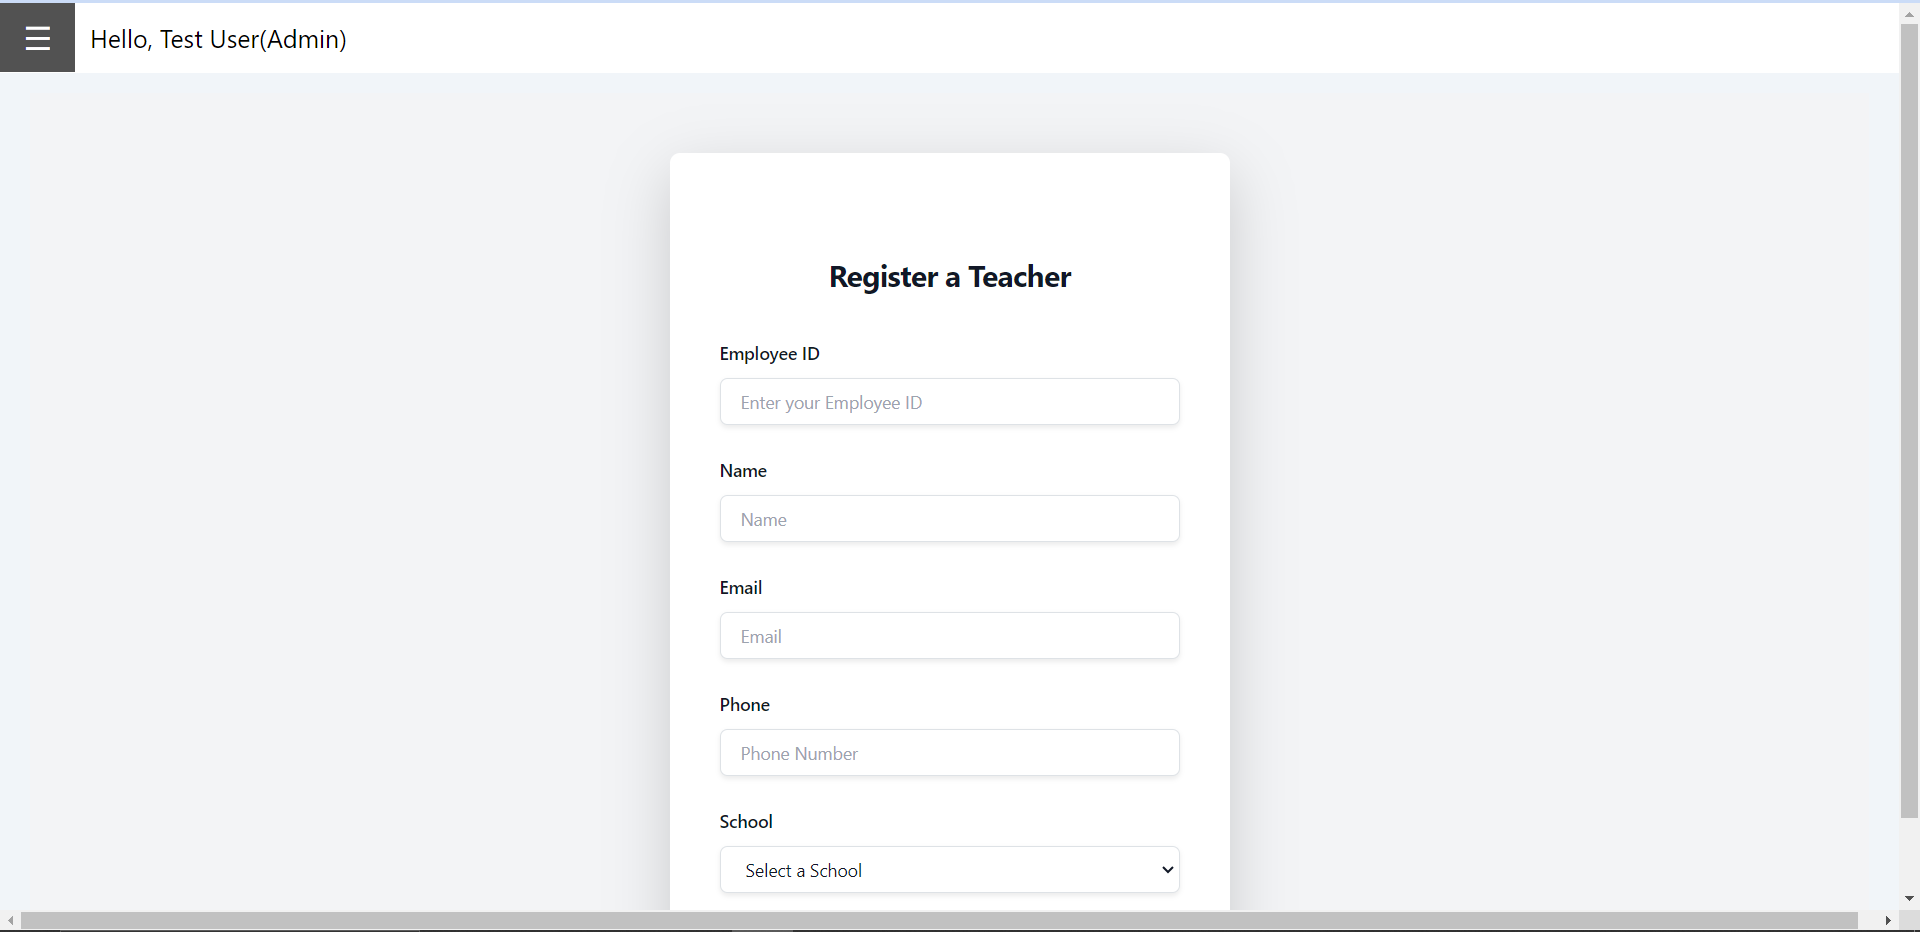 Hello, Test User(Admin)
Register a Teacher
Employee ID
Enter your Employee ID
Name
Name
Email
Email
Phone
Phone Number
School
Select a School